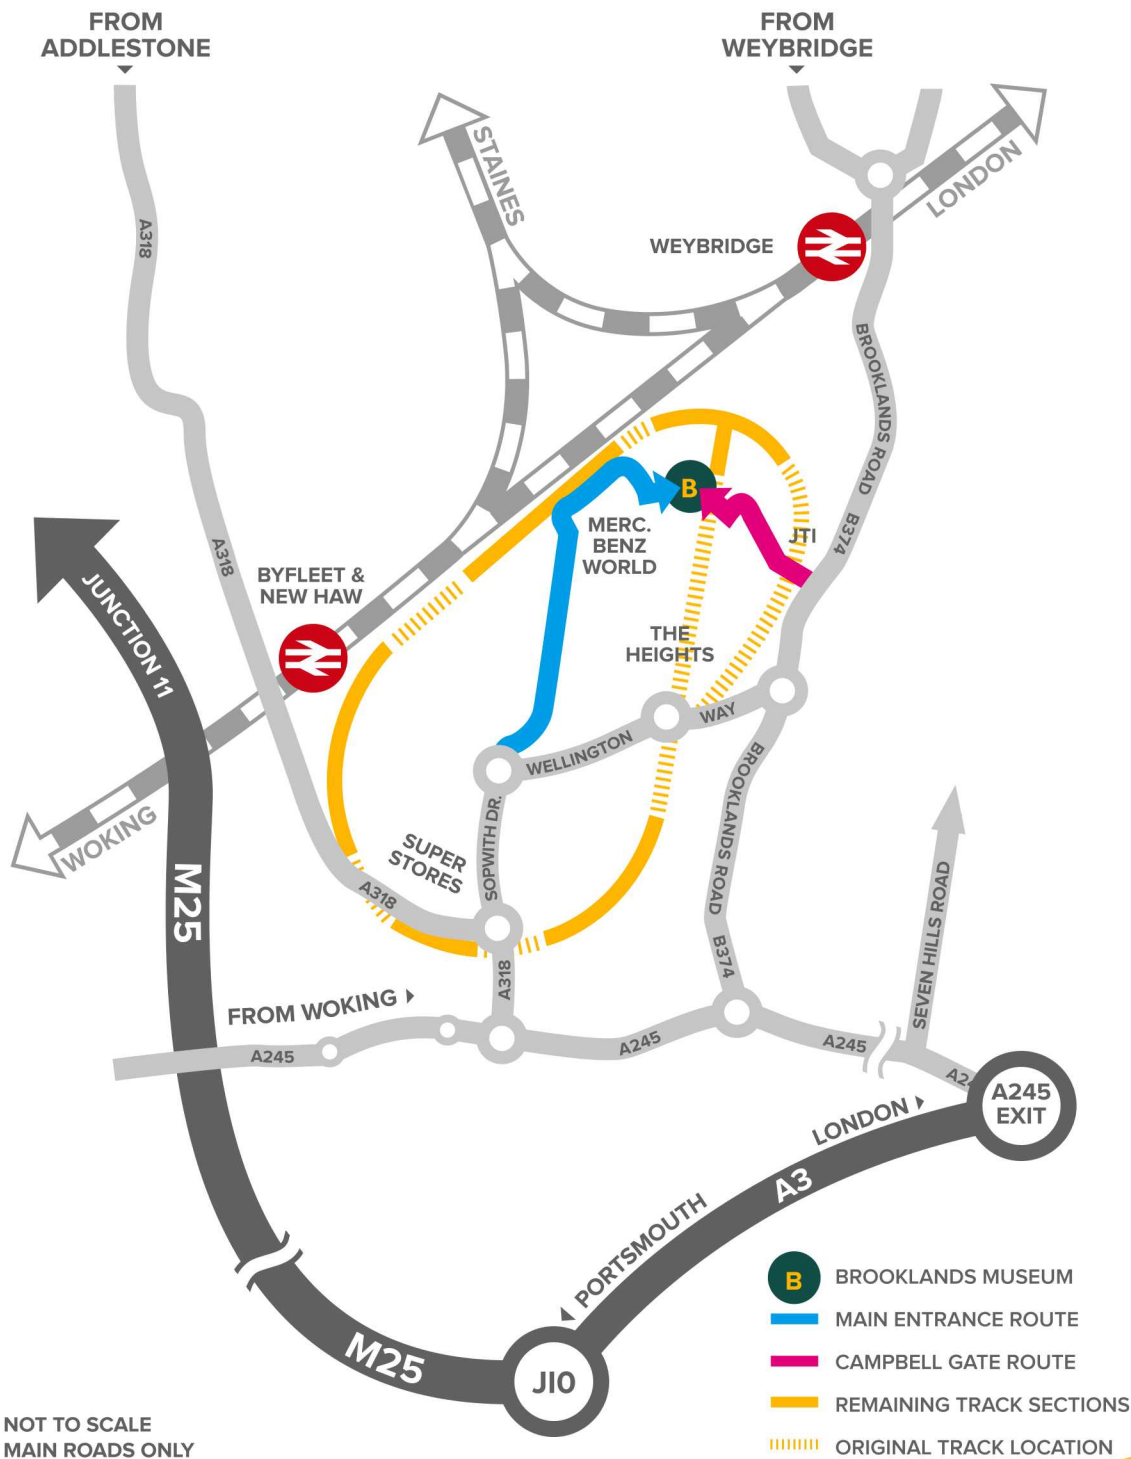 FROM
ADDLESTONE
FROM
WEYBRIDGE
STAINES
LONDON
A318
WEYBRIDGE
BROOKLANDS ROAD
B374
A318
B
MERC.
BENZ
WORLD
JTI
BYFLEET &
NEW HAW
JUNCTION 11
THE
HEIGHTS
WAY
WELLINGTON
BROOKLANDS ROAD
WOKING
SUPER
STORES
SOPWITH DR.
A318
M25
SEVEN HILLS ROAD
B374
A318
FROM WOKING
A245
A245
A245
A2
A245
EXIT
LONDON
A3
PORTSMOUTH
M25
J10
B
BROOKLANDS MUSEUM
MAIN ENTRANCE ROUTE
CAMPBELL GATE ROUTE
REMAINING TRACK SECTIONS
ORIGINAL TRACK LOCATION
NOT TO SCALE
MAIN ROADS ONLY